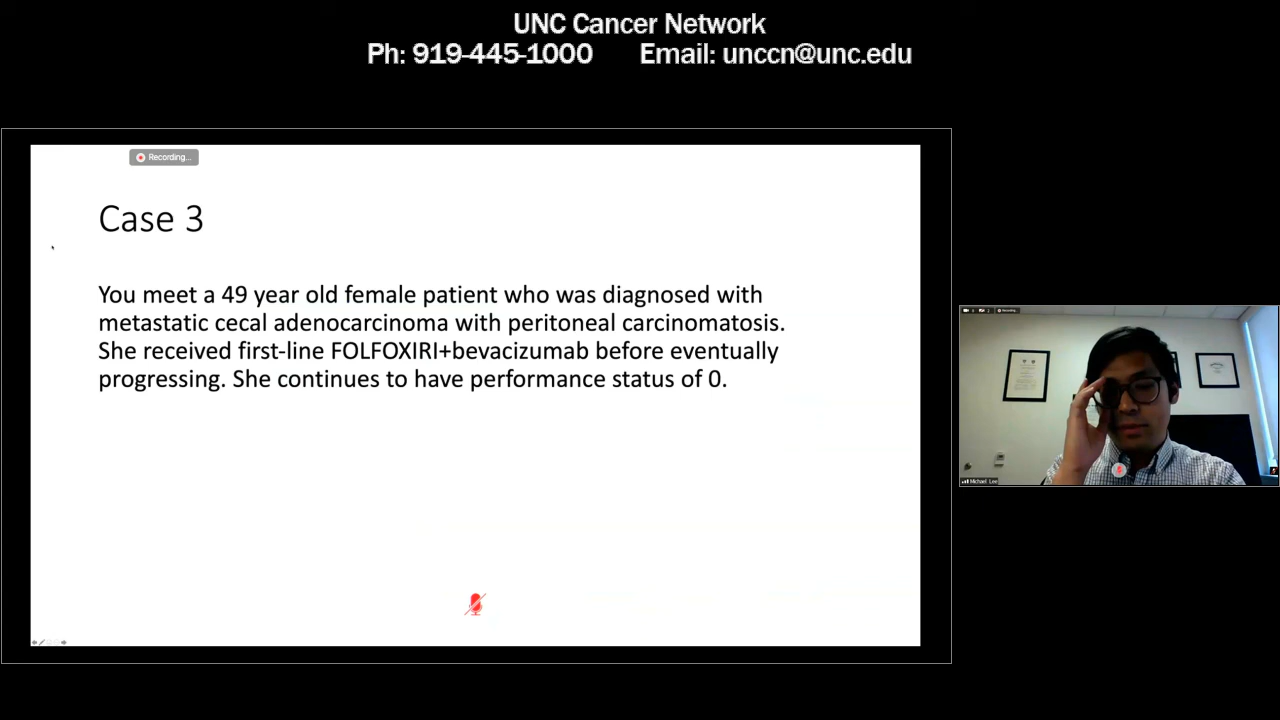 UNC Cancer Network
Ph: 919-445-1000 Email: unccn@unc.edu
Recording...
Case 3
You meet a 49 year old female patient who was diagnosed with
metastatic cecal adenocarcinoma with peritoneal carcinomatosis.
She received first-line FOLFOXIRI+bevacizumab before eventually
progressing. She continues to have performance status of 0.
Michael Lee